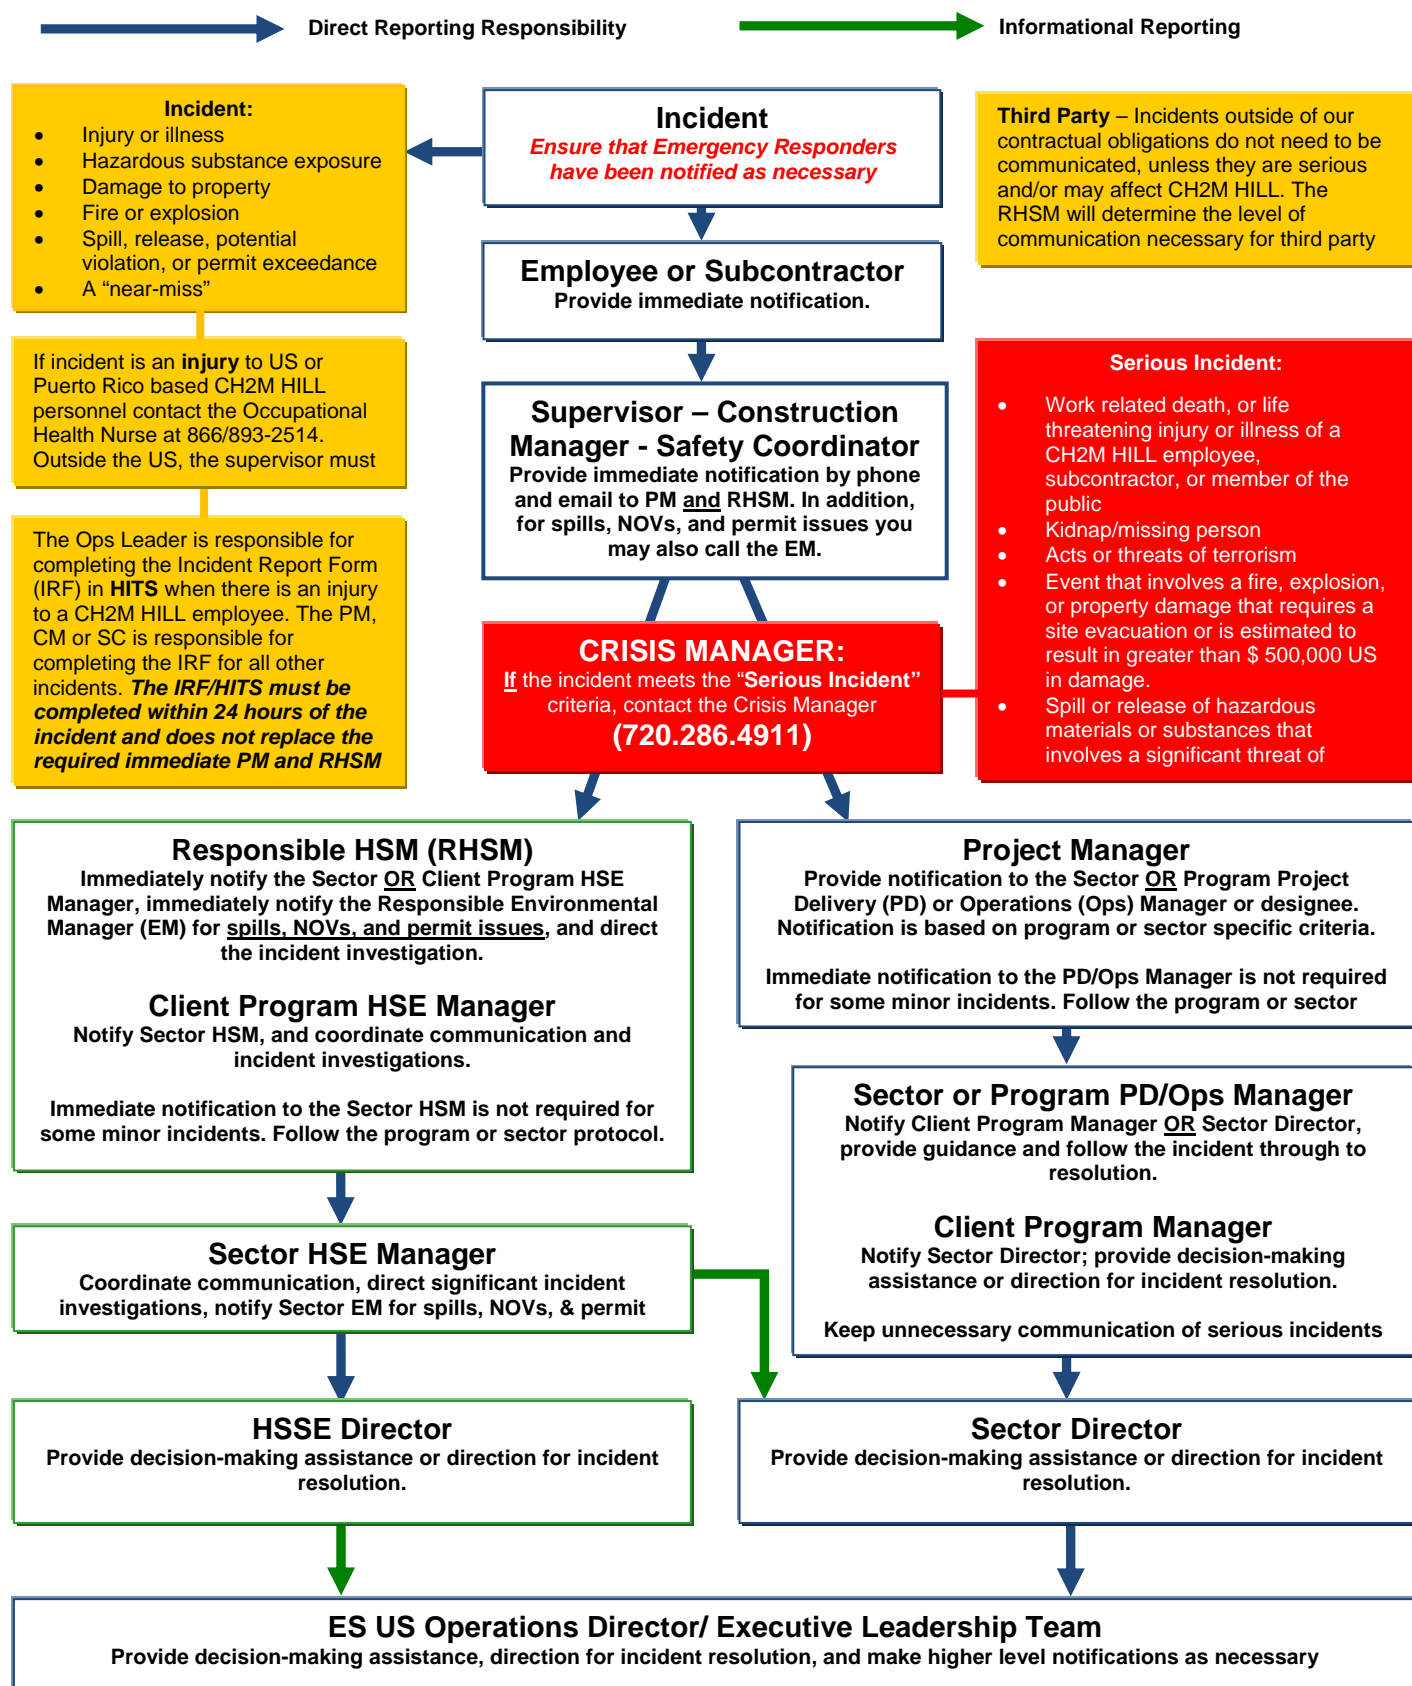 Direct Reporting Responsibility
Informational Reporting
Incident:
• Injury or illness
• Hazardous substance exposure
• Damage to property
• Fire or explosion
• Spill, release, potential
violation, or permit exceedance
• A “near-miss”
Incident
Ensure that Emergency Responders
have been notified as necessary
Third Party – Incidents outside of our
contractual obligations do not need to be
communicated, unless they are serious
and/or may affect CH2M HILL. The
RHSM will determine the level of
communication necessary for third party
Employee or Subcontractor
Provide immediate notification.
If incident is an injury to US or
Puerto Rico based CH2M HILL
personnel contact the Occupational
Health Nurse at 866/893-2514.
Outside the US, the supervisor must
Supervisor – Construction
Manager - Safety Coordinator
Provide immediate notification by phone
and email to PM and RHSM. In addition,
for spills, NOVs, and permit issues you
may also call the EM.
Serious Incident:
• Work related death, or life
threatening injury or illness of a
CH2M HILL employee,
subcontractor, or member of the
public
• Kidnap/missing person
• Acts or threats of terrorism
• Event that involves a fire, explosion,
or property damage that requires a
site evacuation or is estimated to
result in greater than $ 500,000 US
in damage.
• Spill or release of hazardous
materials or substances that
involves a significant threat of
The Ops Leader is responsible for
completing the Incident Report Form
(IRF) in HITS when there is an injury
to a CH2M HILL employee. The PM,
CM or SC is responsible for
completing the IRF for all other
incidents. The IRF/HITS must be
completed within 24 hours of the
incident and does not replace the
required immediate PM and RHSM
CRISIS MANAGER:
If the incident meets the “Serious Incident”
criteria, contact the Crisis Manager
(720.286.4911)
Responsible HSM (RHSM)
Immediately notify the Sector OR Client Program HSE
Manager, immediately notify the Responsible Environmental
Manager (EM) for spills, NOVs, and permit issues, and direct
the incident investigation.
Client Program HSE Manager
Notify Sector HSM, and coordinate communication and
incident investigations.
Immediate notification to the Sector HSM is not required for
some minor incidents. Follow the program or sector protocol.
Project Manager
Provide notification to the Sector OR Program Project
Delivery (PD) or Operations (Ops) Manager or designee.
Notification is based on program or sector specific criteria.
Immediate notification to the PD/Ops Manager is not required
for some minor incidents. Follow the program or sector
Sector or Program PD/Ops Manager
Notify Client Program Manager OR Sector Director,
provide guidance and follow the incident through to
resolution.
Client Program Manager
Notify Sector Director; provide decision-making
assistance or direction for incident resolution.
Keep unnecessary communication of serious incidents
Sector HSE Manager
Coordinate communication, direct significant incident
investigations, notify Sector EM for spills, NOVs, & permit
HSSE Director
Provide decision-making assistance or direction for incident
resolution.
Sector Director
Provide decision-making assistance or direction for incident
resolution.
ES US Operations Director/ Executive Leadership Team
Provide decision-making assistance, direction for incident resolution, and make higher level notifications as necessary